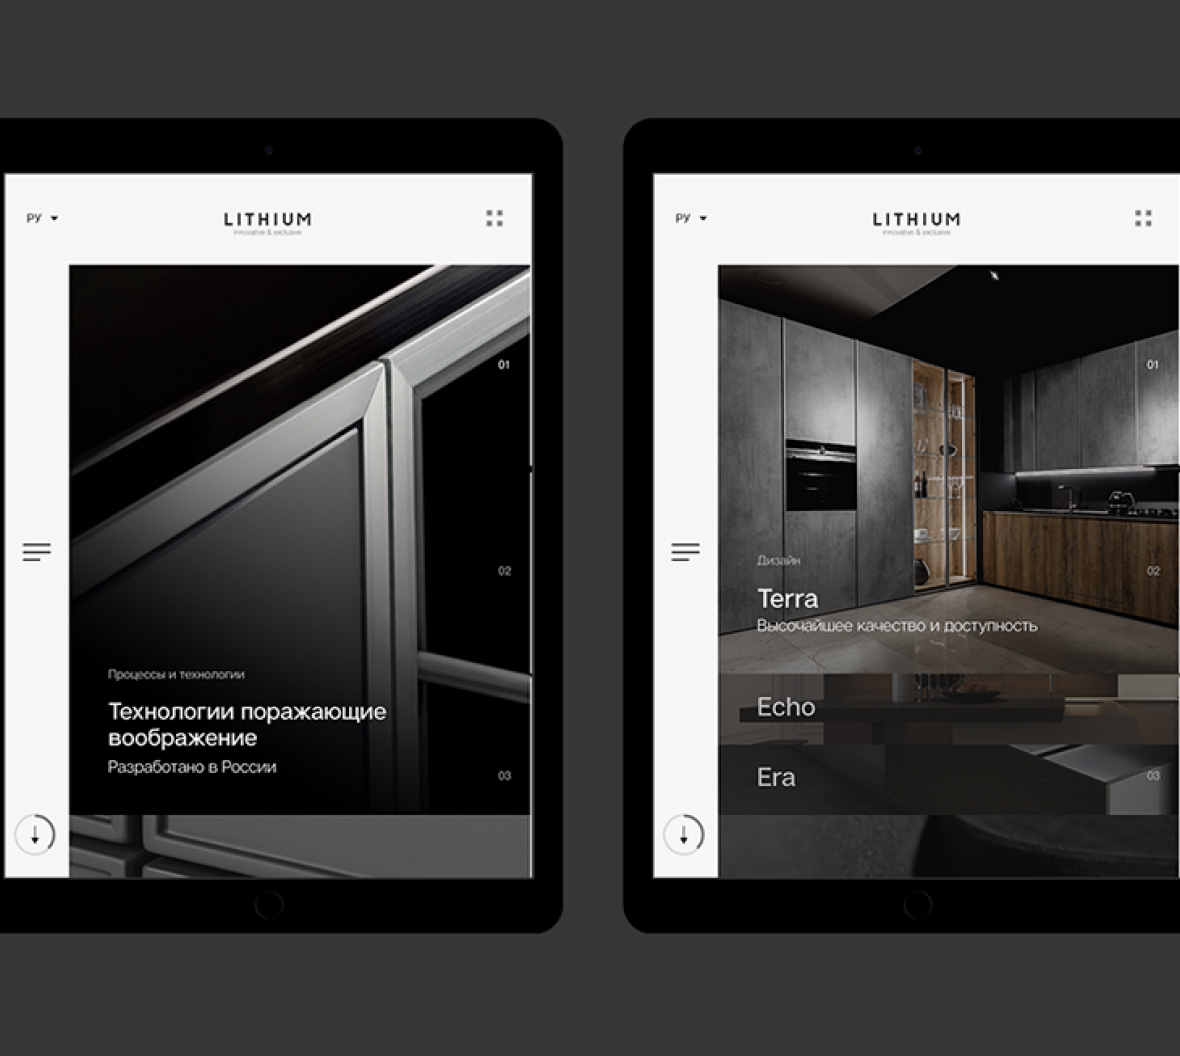 РУ
LITHIUM
innovative & exclusive
01
02
Процессы и технологии
Технологии поражающие
воображение
Разработано в России
03
РУ
LITHIUM
innovative & exclusive
01
Дизайн
02
Terra
Высочайшее качество и доступность
Echo
Era
03